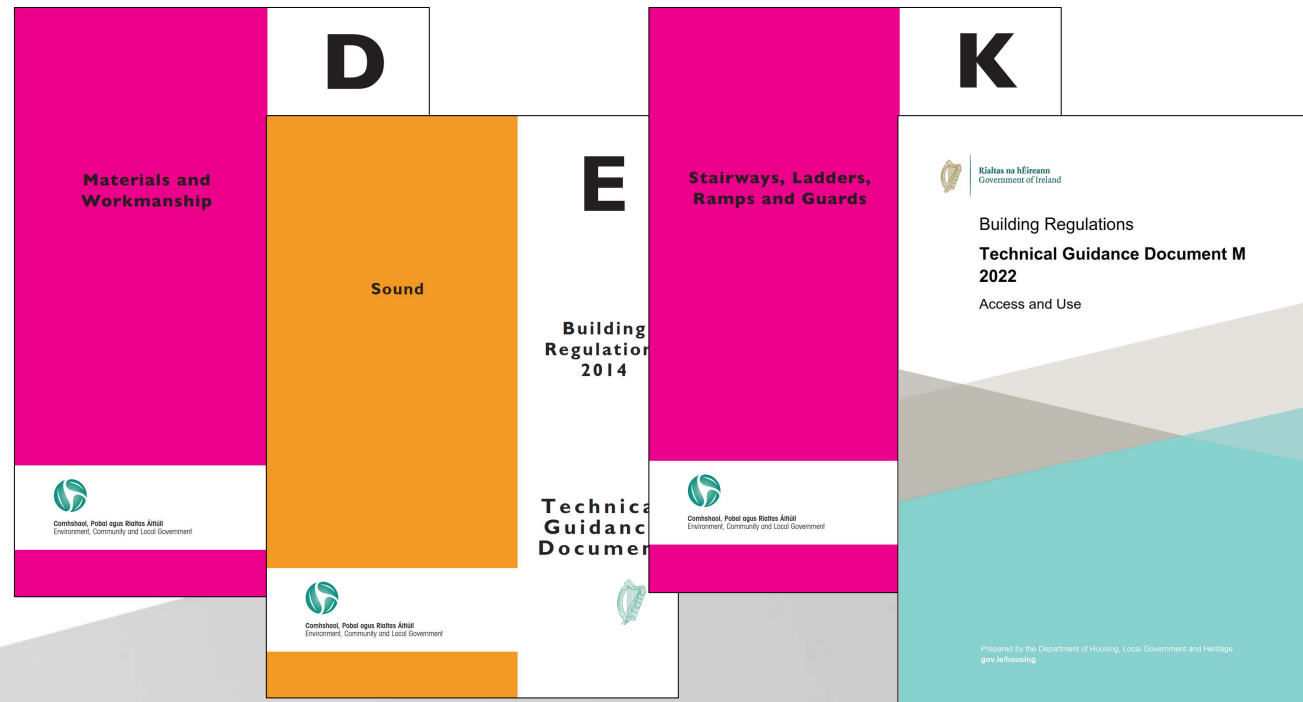 D
Materials and
Workmanship
Comhshaol, Pobal agus Rialtas Áitiúil
Environment, Community and Local Government
E
Sound
Building
Regulation
2014
Technica
Guidanc
Documen
Comhshaol, Pobal agus Rialtas Áitiúil
Environment, Community and Local Government
K
Stairways, Ladders,
Ramps and Guards
Comhshaol, Pobal agus Rialtas Áitiúil
Environment, Community and Local Government
Rialtas na hÉireann
Government of Ireland
Building Regulations
Technical Guidance Document M
2022
Access and Use
Prepared by the Department of Housing, Local Government and Heritage
gov.ie/housing